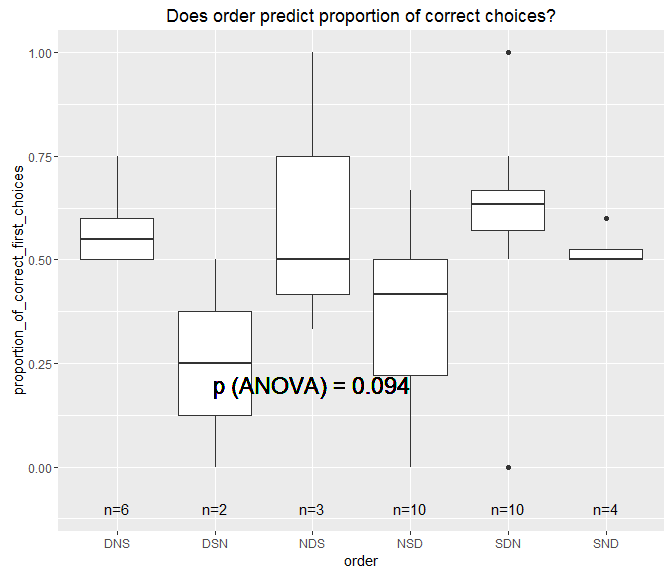 Does order predict proportion of correct choices?
proportion_of_correct_first_choices
1.00
0.75
0.50
0.25
0.00
p (ANOVA) = 0.094
n=6 n=2 n=3 n=10 n=10 n=4
DNS DSN NDS NSD SDN SND
order